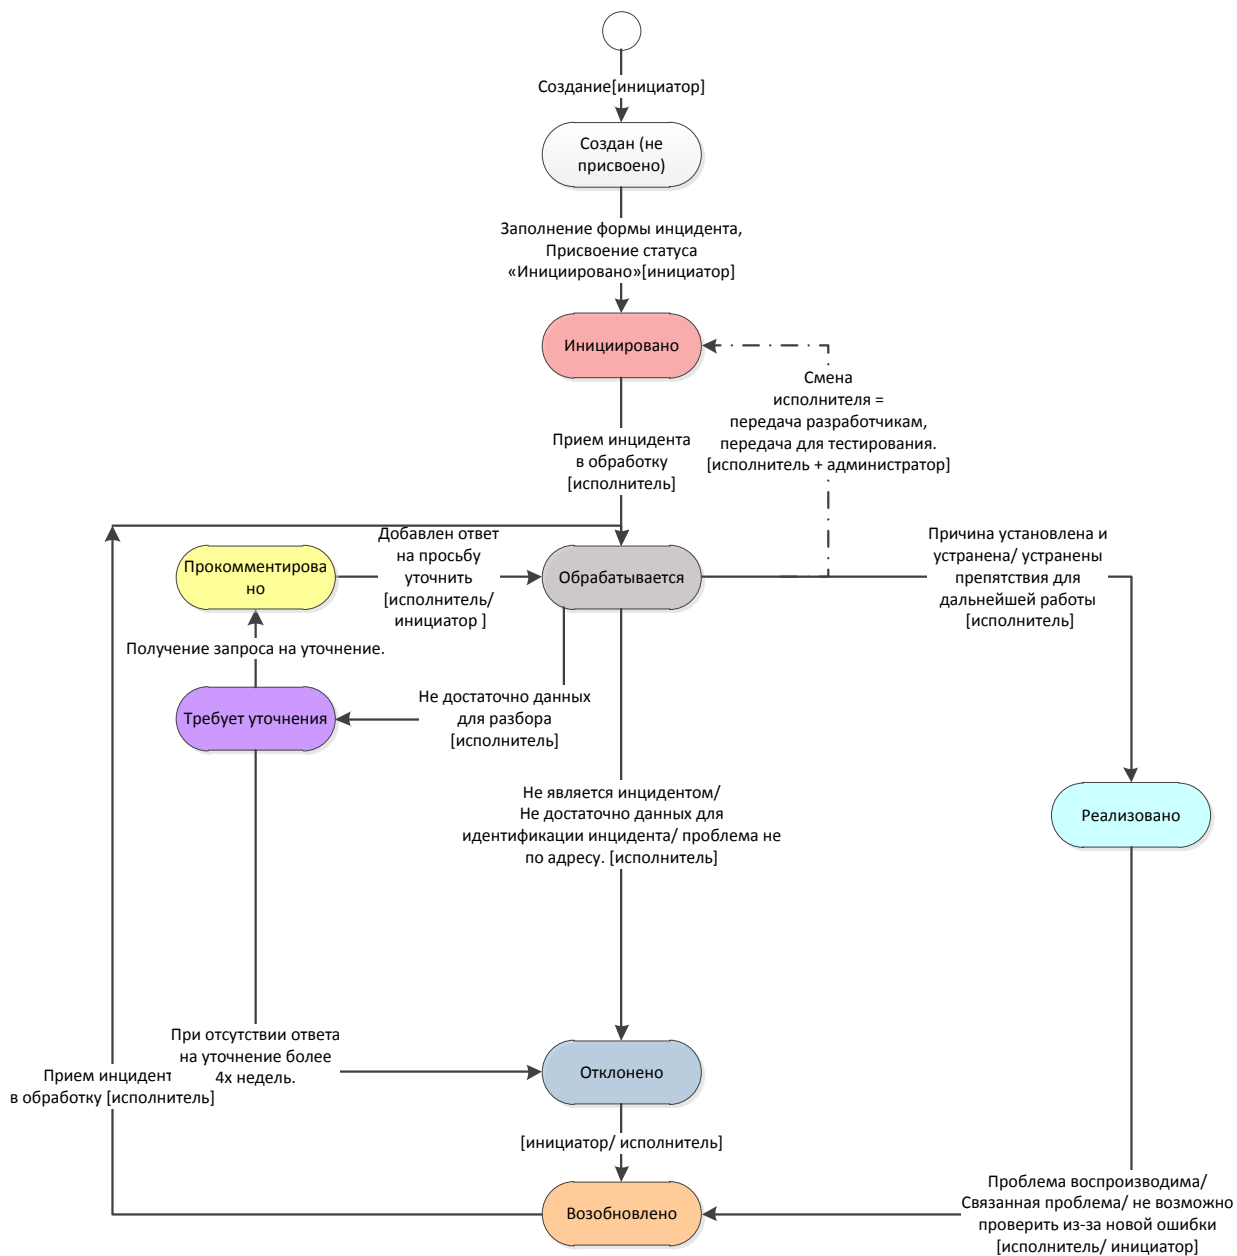 Создание[инициатор]
Создан (не
присвоено)
Заполнение формы инцидента,
Присвоение статуса
«Инициировано»[инициатор]
Инициировано
Смена
исполнителя =
передача разработчикам,
передача для тестирования.
[исполнитель + администратор]
Прием инцидента
в обработку
[исполнитель]
Добавлен ответ
на просьбу
уточнить
[исполнитель/
инициатор ]
Прокомментирова
но
Обрабатывается
Причина установлена и
устранена/ устранены
препятствия для
дальнейшей работы
[исполнитель]
Получение запроса на уточнение.
Требует уточнения
Не достаточно данных
для разбора
[исполнитель]
Не является инцидентом/
Не достаточно данных для
идентификации инцидента/ проблема не
по адресу. [исполнитель]
Реализовано
При отсутствии ответа
на уточнение более
4х недель.
Прием инцидент
в обработку [исполнитель]
Отклонено
[инициатор/ исполнитель]
Возобновлено
Проблема воспроизводима/
Связанная проблема/ не возможно
проверить из-за новой ошибки
[исполнитель/ инициатор]